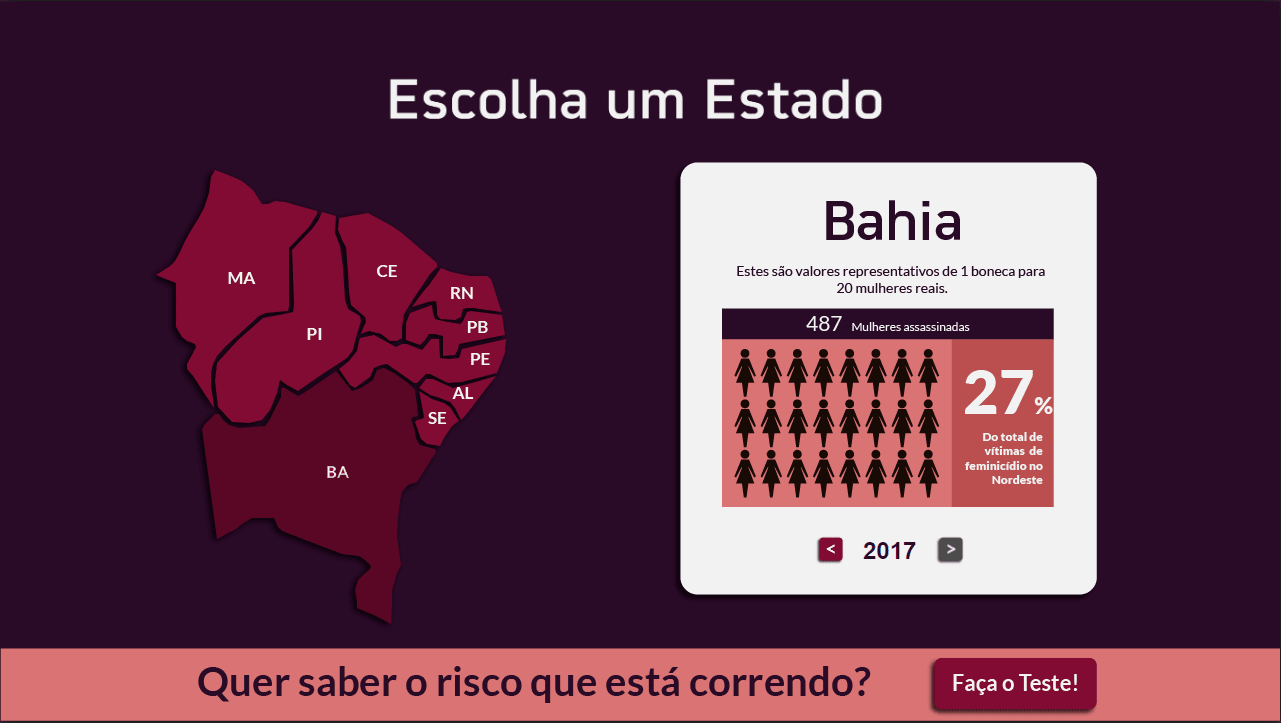 Escolha um Estado
MA
PI
CE
RN
PB
PE
AL
SE
BA
Bahia
Estes são valores representativos de 1 boneca para
20 mulheres reais.
487 Mulheres assassinadas
27%
Do total de
vítimas de
feminicídio no
Nordeste
< 2017 >
Quer saber o risco que está correndo?
Faça o Teste!